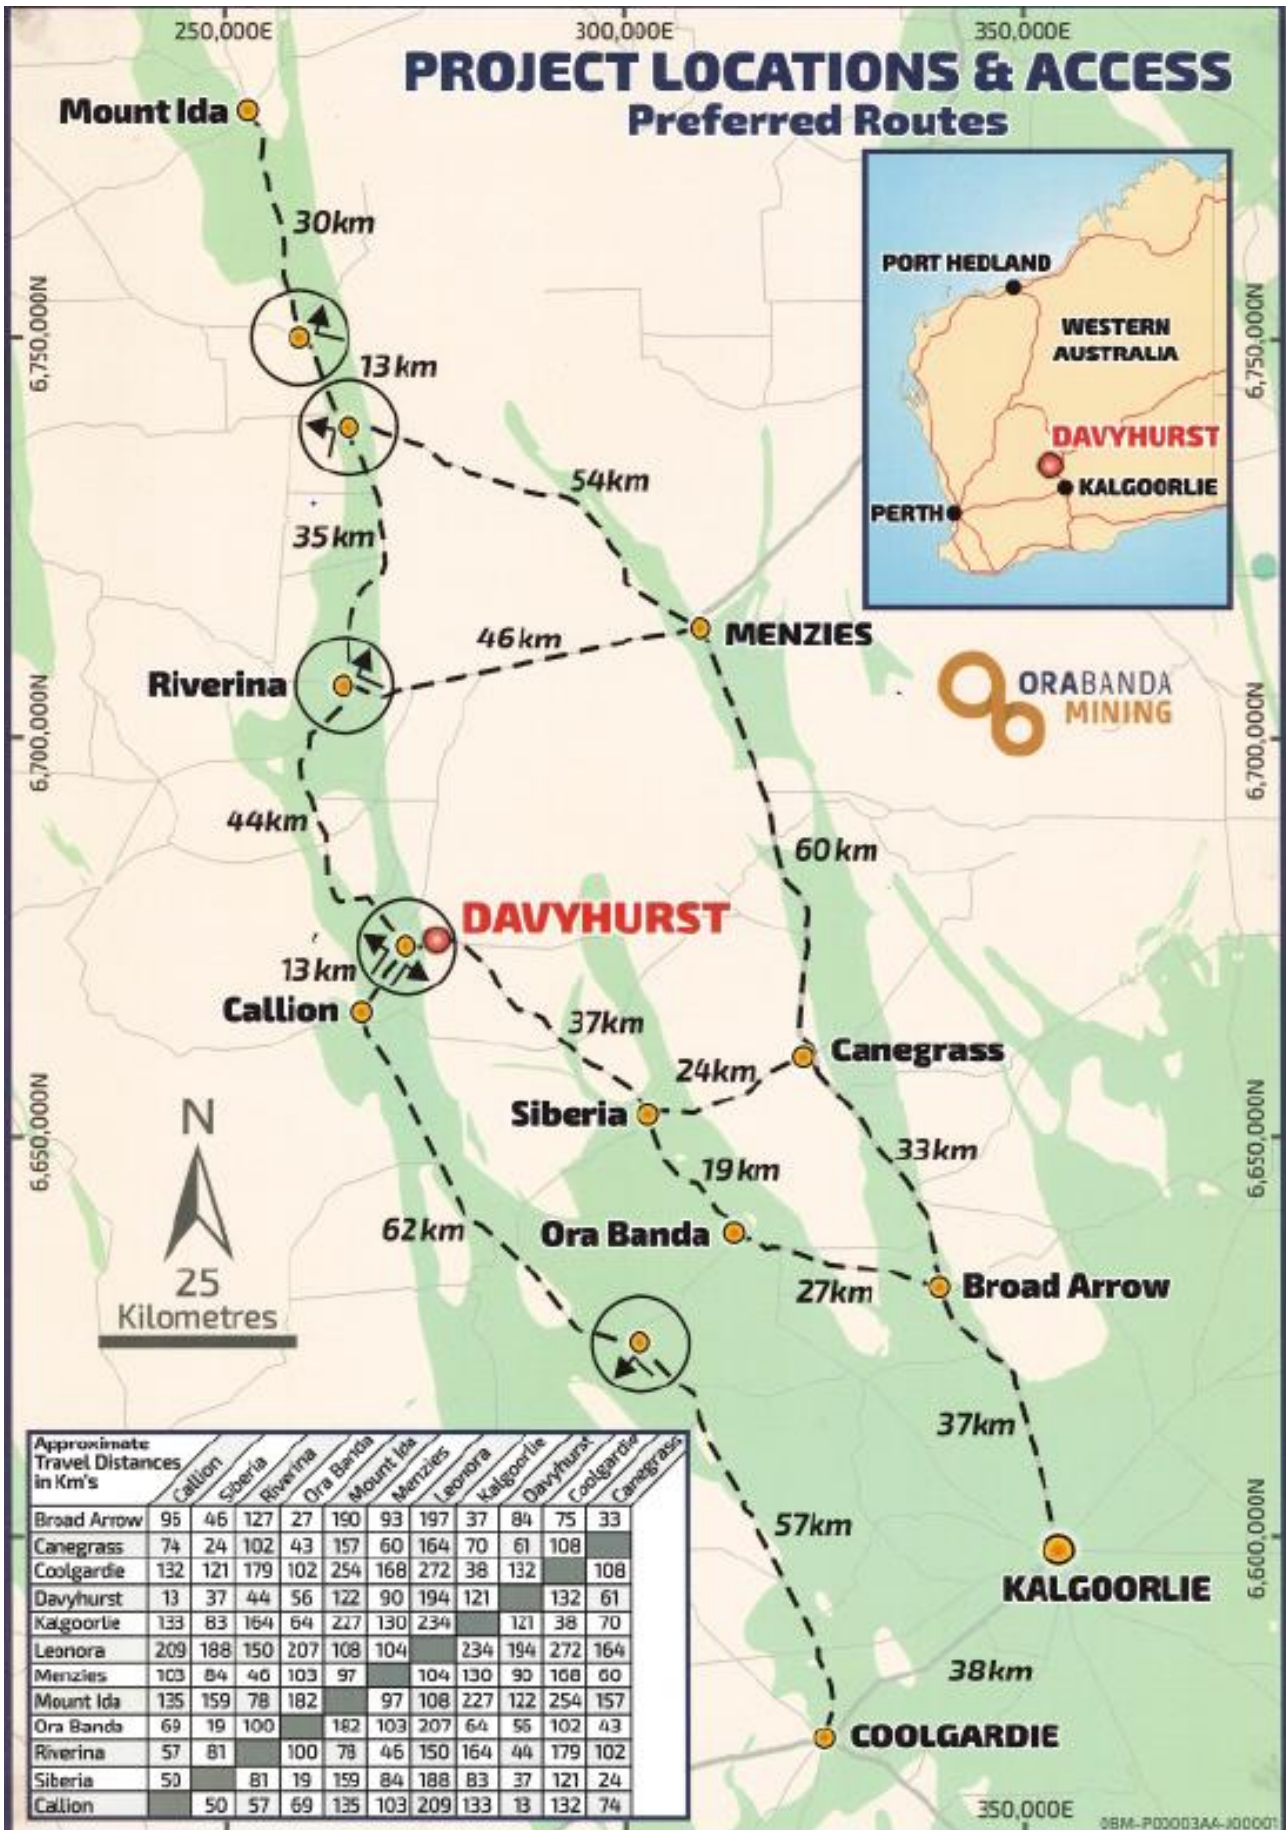 250,000E 300,000E 350,000E
PROJECT LOCATIONS & ACCESS
Preferred Routes
Mount Ida
30km
6,750,000N
6,750,000N
13km
PORT HEDLAND
WESTERN
AUSTRALIA
DAVYHURST
KALGOORLIE
PERTH
54km
35km
46km
MENZIES
Riverina
ORABANDA
MINING
6,700,000N
6,700,000N
44km
60km
DAVYHURST
13km
Callion
37km
Canegrass
24km
Siberia
N
33km
6,650,000N
6,650,000N
19km
62km
Ora Banda
25
Kilometres
27km
Broad Arrow
37km
57km
KALGOORLIE
6,600,000N
38km
COOLGARDIE
350,000E
Approximate
Travel Distances
in Km's
Callion Siberia Riverina Ora Banda Mount Ida Menzies Leonora Kalgoorlie Davyhurst Coolgardie Canegrass
Broad Arrow 96 46 127 27 190 93 197 37 84 75 33
Canegrass 74 24 102 43 157 60 164 70 61 108
Coolgardie 132 121 179 102 254 168 272 38 132 108
Davyhurst 13 37 44 56 122 90 194 121 132 61
Kalgoorlie 133 83 164 64 227 130 234 121 38 70
Leonora 209 188 150 207 108 104 234 194 272 164
Menzies 103 84 46 103 97 104 130 90 168 60
Mount Ida 135 159 78 182 97 108 227 122 254 157
Ora Banda 69 19 100 182 103 207 64 56 102 43
Riverina 57 81 100 78 46 150 164 44 179 102
Siberia 50 81 19 159 84 188 83 37 121 24
Callion 50 57 69 135 103 209 133 13 132 74